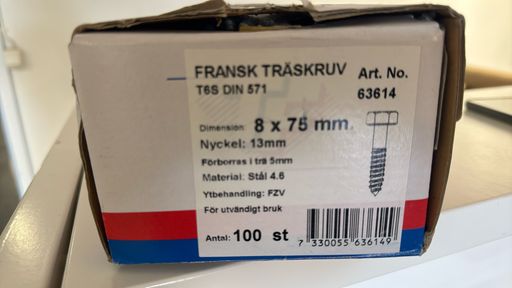 FRANSK TRÄSKRUV
T6S DIN 571
Art. No.
63614
Dimension: 8 x 75 mm
Nyckel: 13mm
Förborras i trä 5mm
Material: Stål 4.6
Ytbehandling: FZV
För utvändigt bruk
Antal: 100 st
7 330055 636149